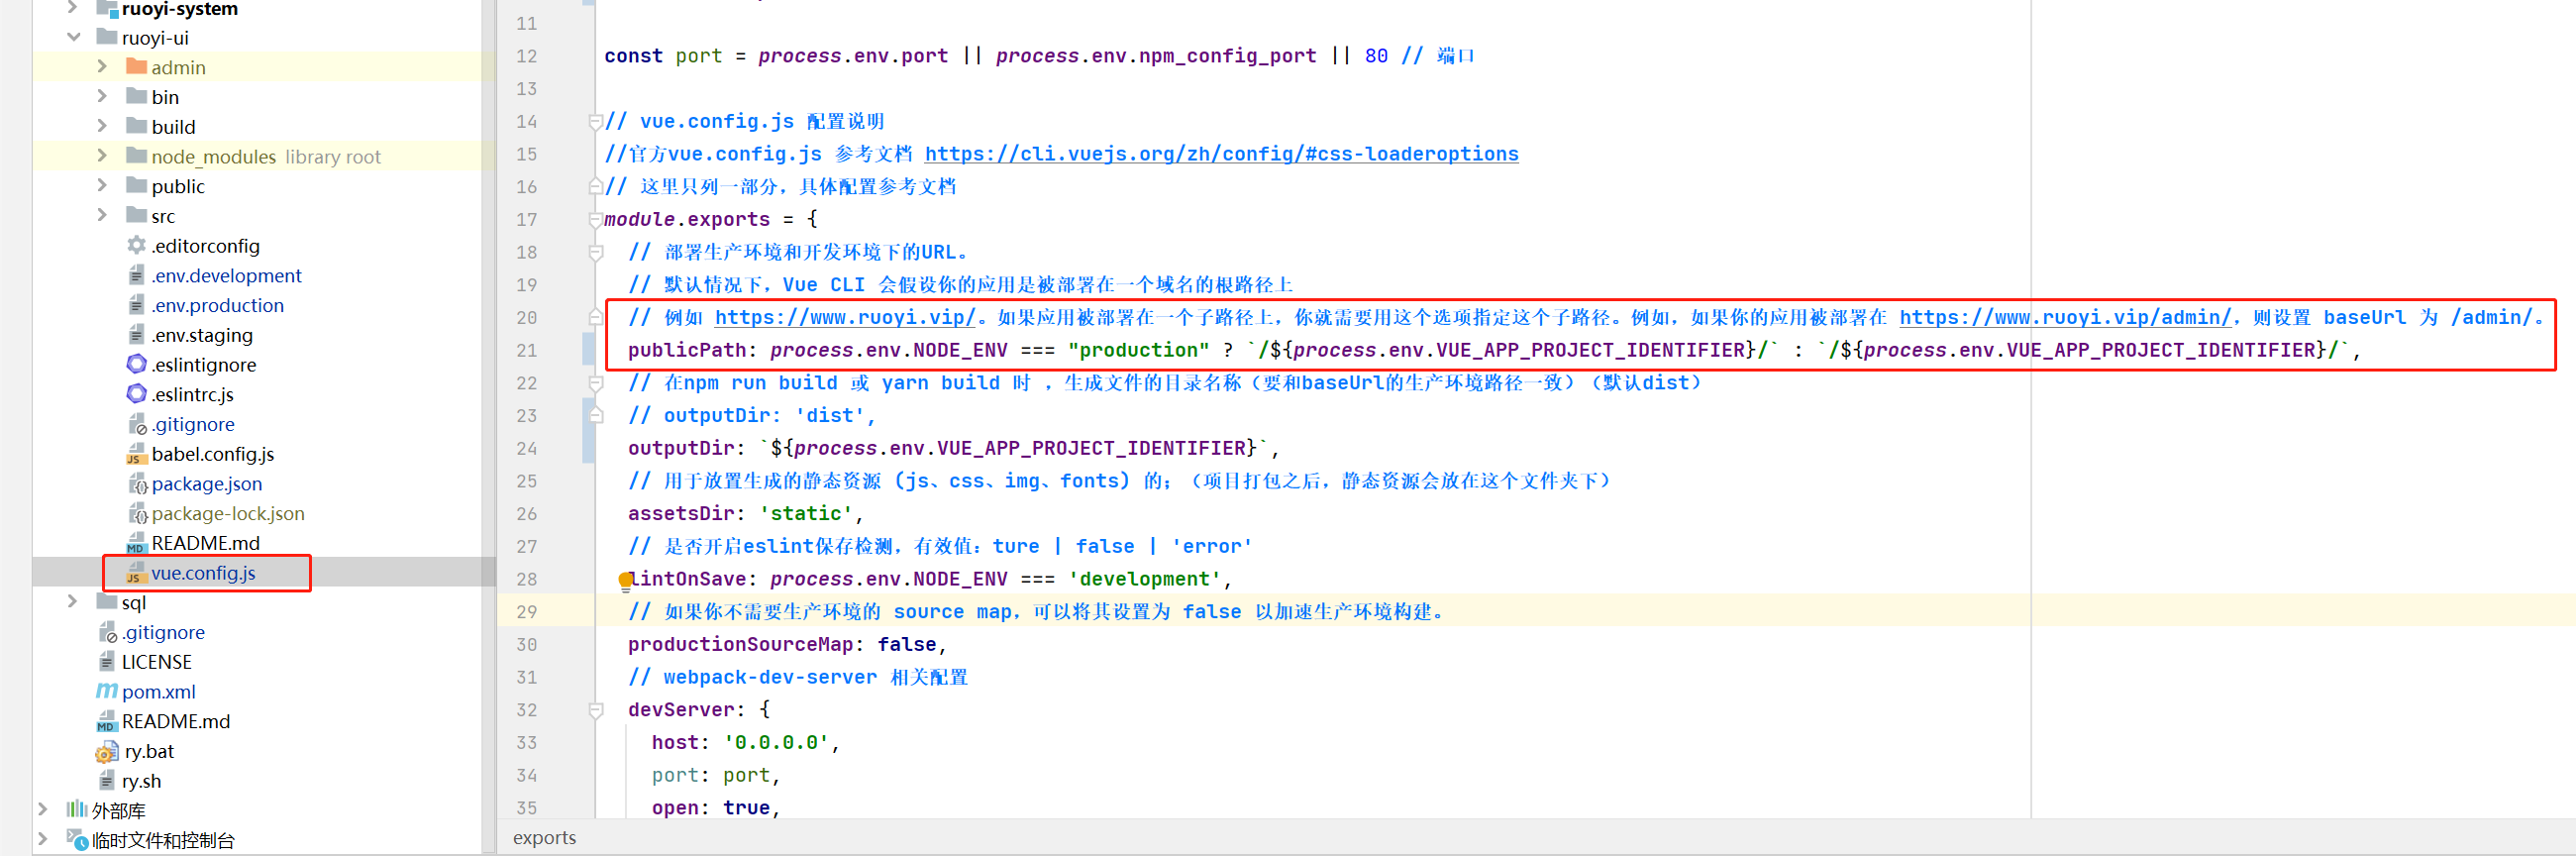 ruoyi-system
ruoyi-ui
admin
bin
build
node_modules library root
public
src
.editorconfig
.env.development
.env.production
.env.staging
.eslintignore
.eslintrc.js
.gitignore
babel.config.js
package.json
package-lock.json
README.md
vue.config.js
sql
.gitignore
LICENSE
pom.xml
README.md
ry.bat
ry.sh
外部库
临时文件和控制台
11
12 const port = process.env.port || process.env.npm_config_port || 80 // 端口
13
14 // vue.config.js 配置说明
15 //官方vue.config.js 参考文档 https://cli.vuejs.org/zh/config/#css-loaderoptions
16 // 这里只列一部分，具体配置参考文档
17 module.exports = {
18 // 部署生产环境和开发环境下的URL。
19 // 默认情况下，Vue CLI 会假设你的应用是被部署在一个域名的根路径上
20 // 例如 https://www.ruoyi.vip/。如果应用被部署在一个子路径上，你就需要用这个选项指定这个子路径。例如，如果你的应用被部署在 https://www.ruoyi.vip/admin/，则设置 baseUrl 为 /admin/。
21 publicPath: process.env.NODE_ENV === "production" ? `/${process.env.VUE_APP_PROJECT_IDENTIFIER}/` : `/${process.env.VUE_APP_PROJECT_IDENTIFIER}/`,
22 // 在npm run build 或 yarn build 时 ，生成文件的目录名称（要和baseUrl的生产环境路径一致）（默认dist）
23 // outputDir: 'dist',
24 outputDir: `${process.env.VUE_APP_PROJECT_IDENTIFIER}`,
25 // 用于放置生成的静态资源 (js、css、img、fonts) 的；（项目打包之后，静态资源会放在这个文件夹下）
26 assetsDir: 'static',
27 // 是否开启eslint保存检测，有效值：ture | false | 'error'
28 lintOnSave: process.env.NODE_ENV === 'development',
29 // 如果你不需要生产环境的 source map，可以将其设置为 false 以加速生产环境构建。
30 productionSourceMap: false,
31 // webpack-dev-server 相关配置
32 devServer: {
33 host: '0.0.0.0',
34 port: port,
35 open: true,
exports